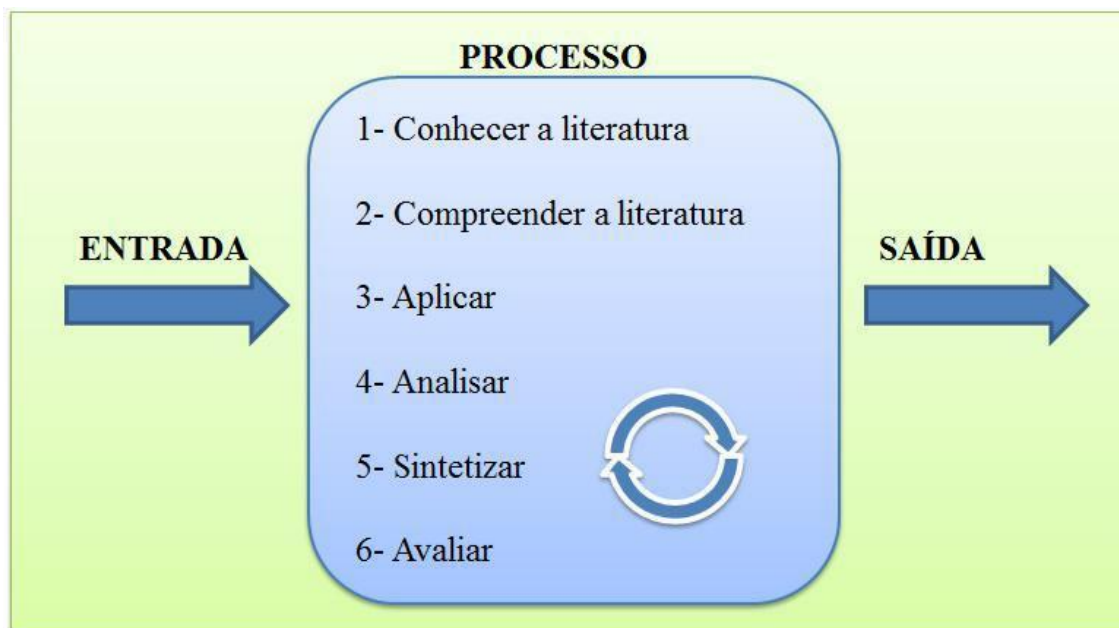 PROCESSO
1- Conhecer a literatura
2- Compreender a literatura
ENTRADA
SAÍDA
3- Aplicar
4- Analisar
5- Sintetizar
6- Avaliar